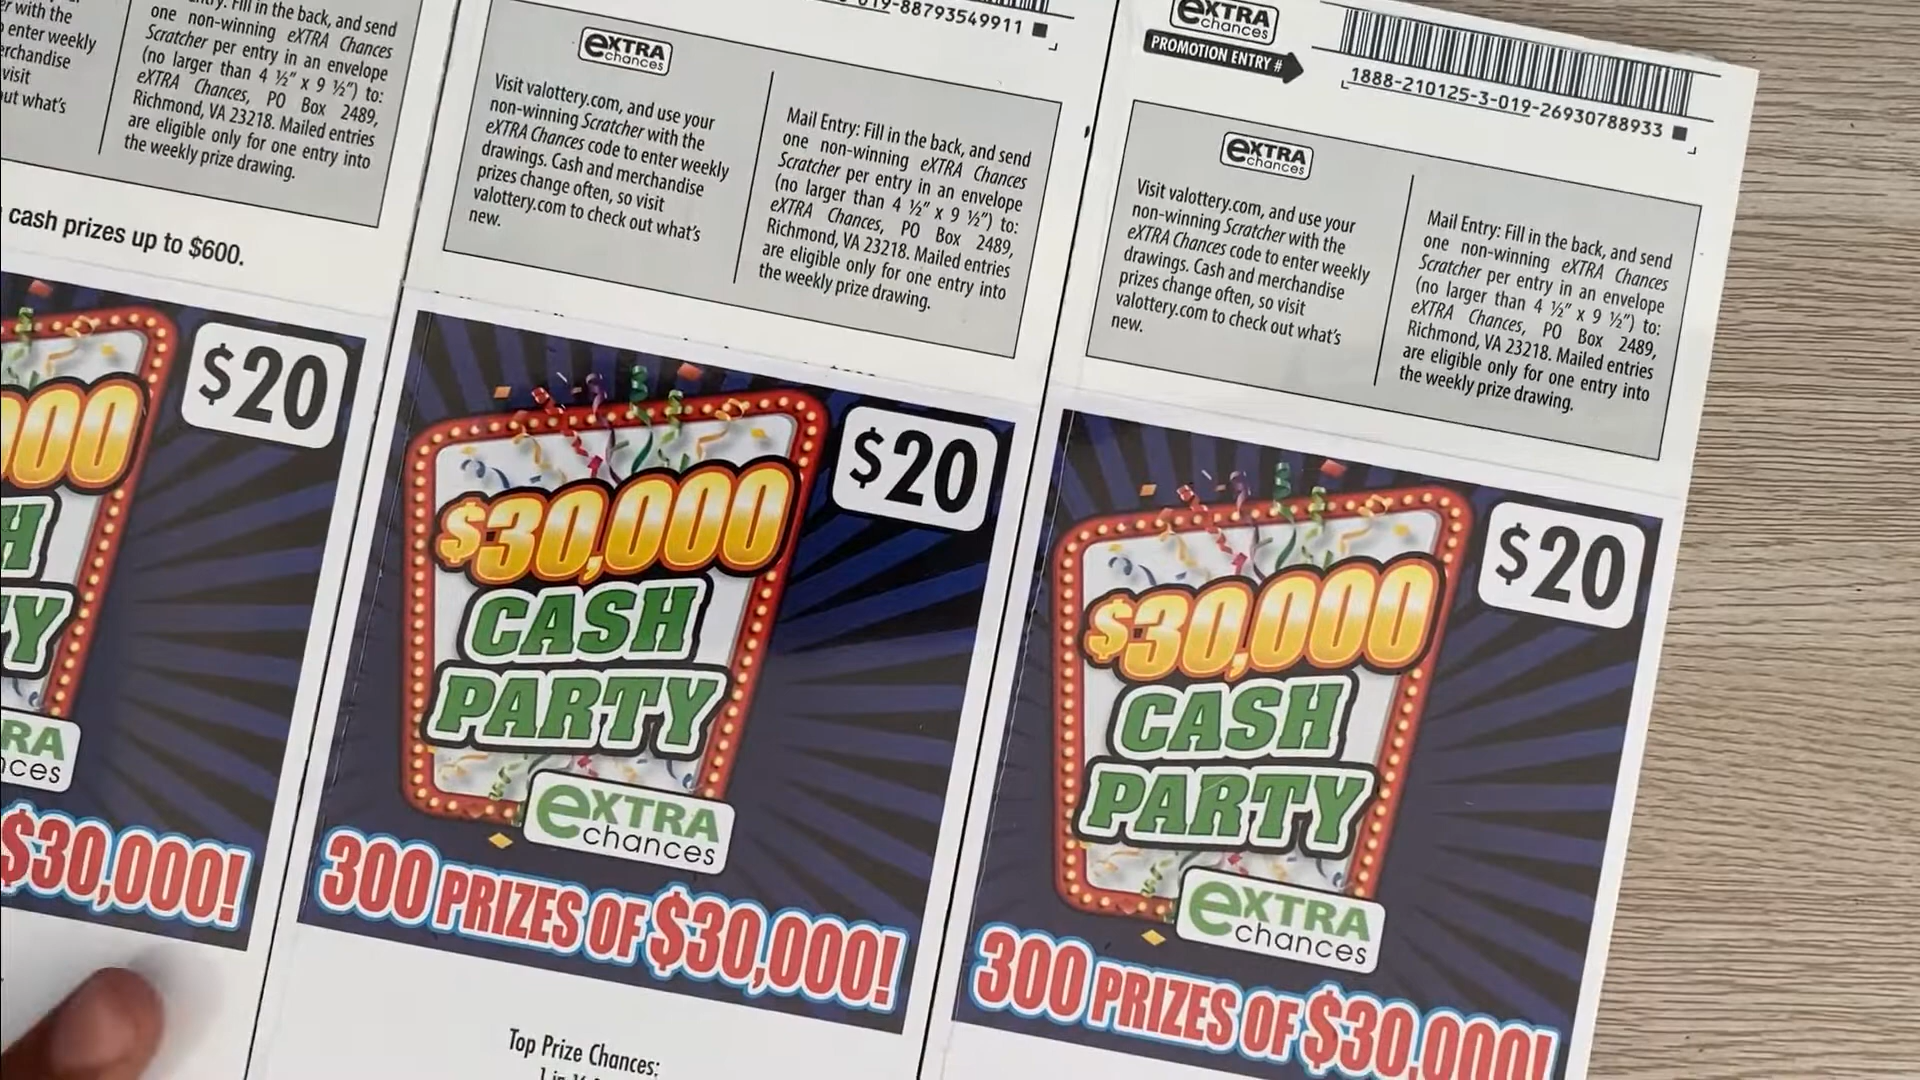 enter weekly
visit
what's
Fill in the back, and send
one non-winning eXTRA Chances
Scratcher per entry in an envelope
(no larger than 4 ½" x 9 ½") to:
eXTRA Chances, PO Box 2489,
Richmond, VA 23218. Mailed entries
are eligible only for one entry into
the weekly prize drawing.
cash prizes up to $600.
$20
$30,000!
-88793549911
eXTRA
chances
Visit valottery.com, and use your
non-winning Scratcher with the
eXTRA Chances code to enter weekly
drawings. Cash and merchandise
prizes change often, so visit
valottery.com to check out what's
new.
Mail Entry: Fill in the back, and send
one non-winning eXTRA Chances
Scratcher per entry in an envelope
(no larger than 4 ½" x 9 ½") to:
eXTRA Chances, PO Box 2489,
Richmond, VA 23218. Mailed entries
are eligible only for one entry into
the weekly prize drawing.
$20
$30,000
CASH
PARTY
eXTRA
chances
300 PRIZES OF $30,000!
Top Prize Chances:
eXTRA
chances
PROMOTION ENTRY #
1888-210125-3-019-26930788933
eXTRA
chances
Visit valottery.com, and use your
non-winning Scratcher with the
eXTRA Chances code to enter weekly
drawings. Cash and merchandise
prizes change often, so visit
valottery.com to check out what's
new.
Mail Entry: Fill in the back, and send
one non-winning eXTRA Chances
Scratcher per entry in an envelope
(no larger than 4 ½" x 9 ½") to:
eXTRA Chances, PO Box 2489,
Richmond, VA 23218. Mailed entries
are eligible only for one entry into
the weekly prize drawing.
$20
$30,000
CASH
PARTY
eXTRA
chances
300 PRIZES OF $30,000!